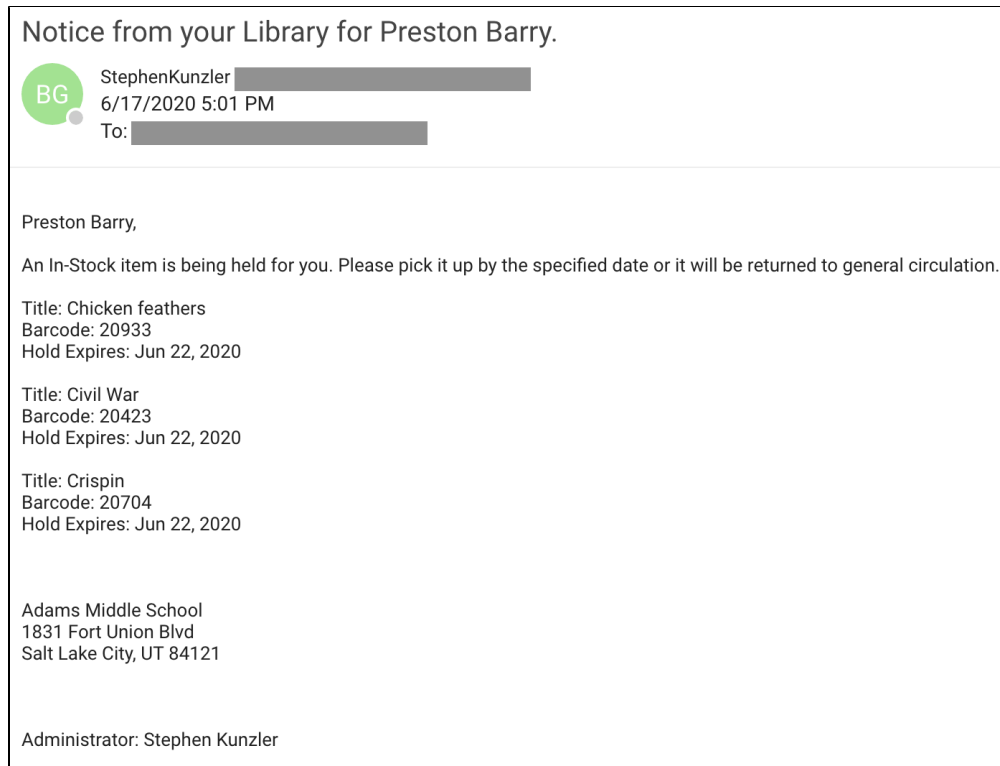 Notice from your Library for Preston Barry.
BG
StephenKunzler
6/17/2020 5:01 PM
To:
Preston Barry,
An In-Stock item is being held for you. Please pick it up by the specified date or it will be returned to general circulation.
Title: Chicken feathers
Barcode: 20933
Hold Expires: Jun 22, 2020
Title: Civil War
Barcode: 20423
Hold Expires: Jun 22, 2020
Title: Crispin
Barcode: 20704
Hold Expires: Jun 22, 2020
Adams Middle School
1831 Fort Union Blvd
Salt Lake City, UT 84121
Administrator: Stephen Kunzler